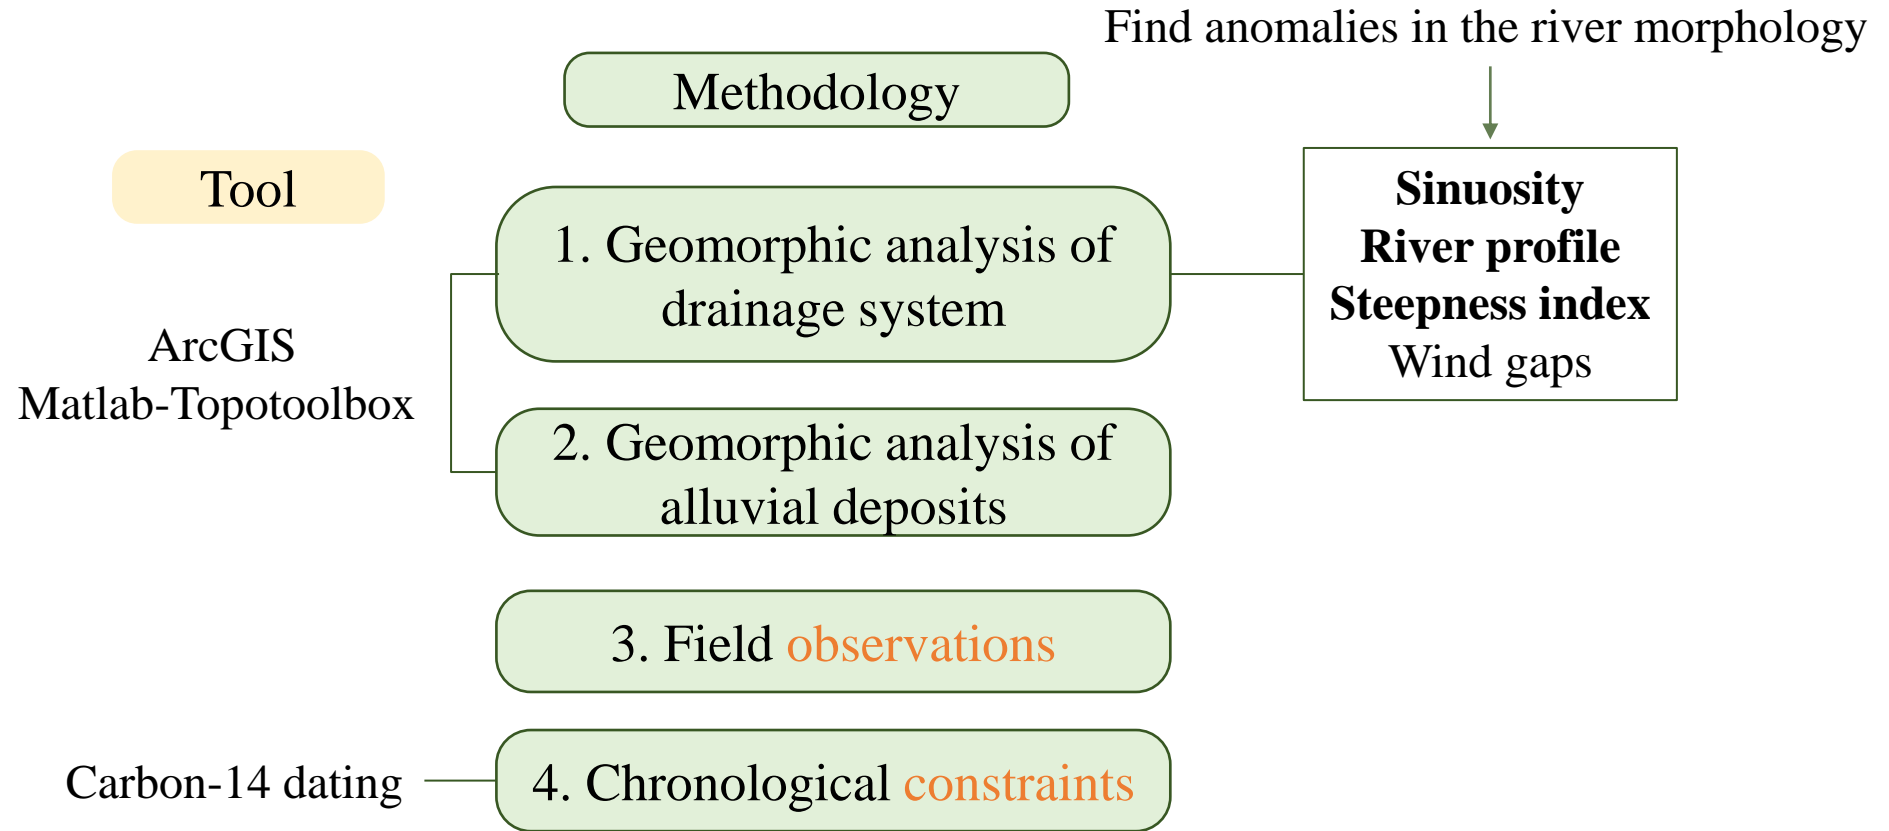 Find anomalies in the river morphology
Methodology
Tool
1. Geomorphic analysis of
drainage system
Sinuosity
River profile
Steepness index
Wind gaps
ArcGIS
Matlab-Topotoolbox
2. Geomorphic analysis of
alluvial deposits
3. Field observations
Carbon-14 dating
4. Chronological constraints